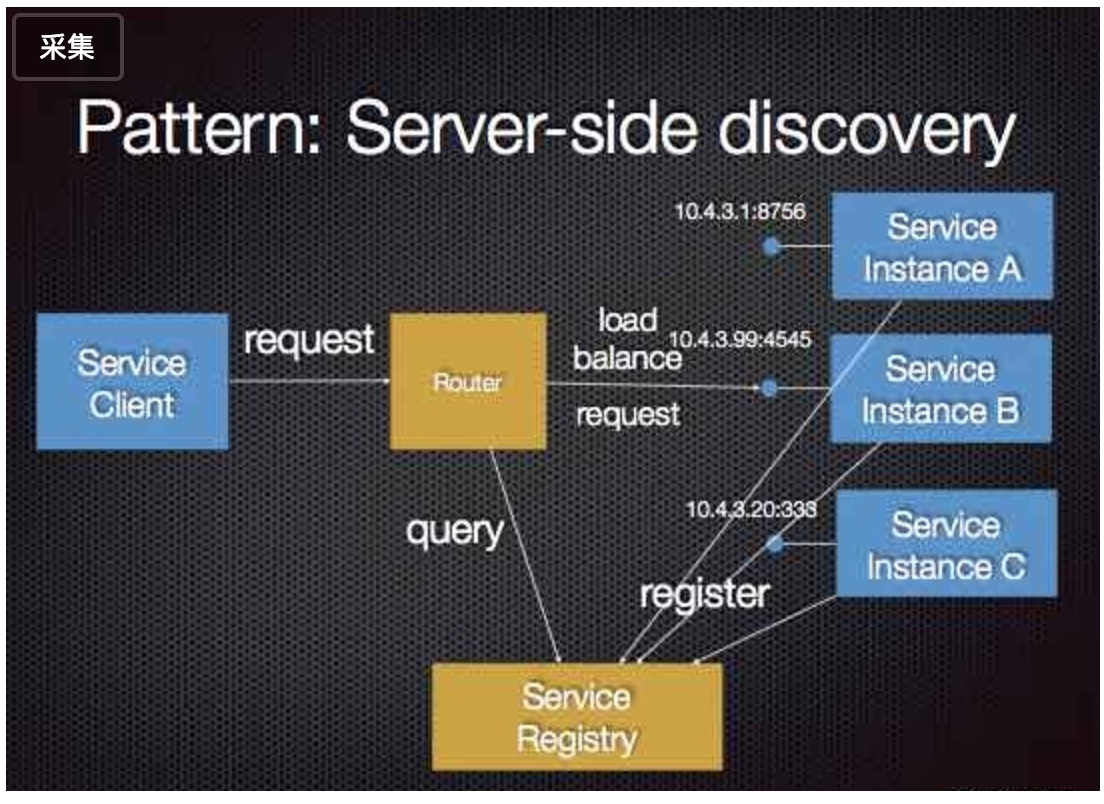 采集
Pattern: Server-side discovery
10.4.3.1:8756
Service
Instance A
Service
Client
request
Router
load
balance
10.4.3.99:4545
request
Service
Instance B
query
10.4.3.20:333
Service
Instance C
register
Service
Registry